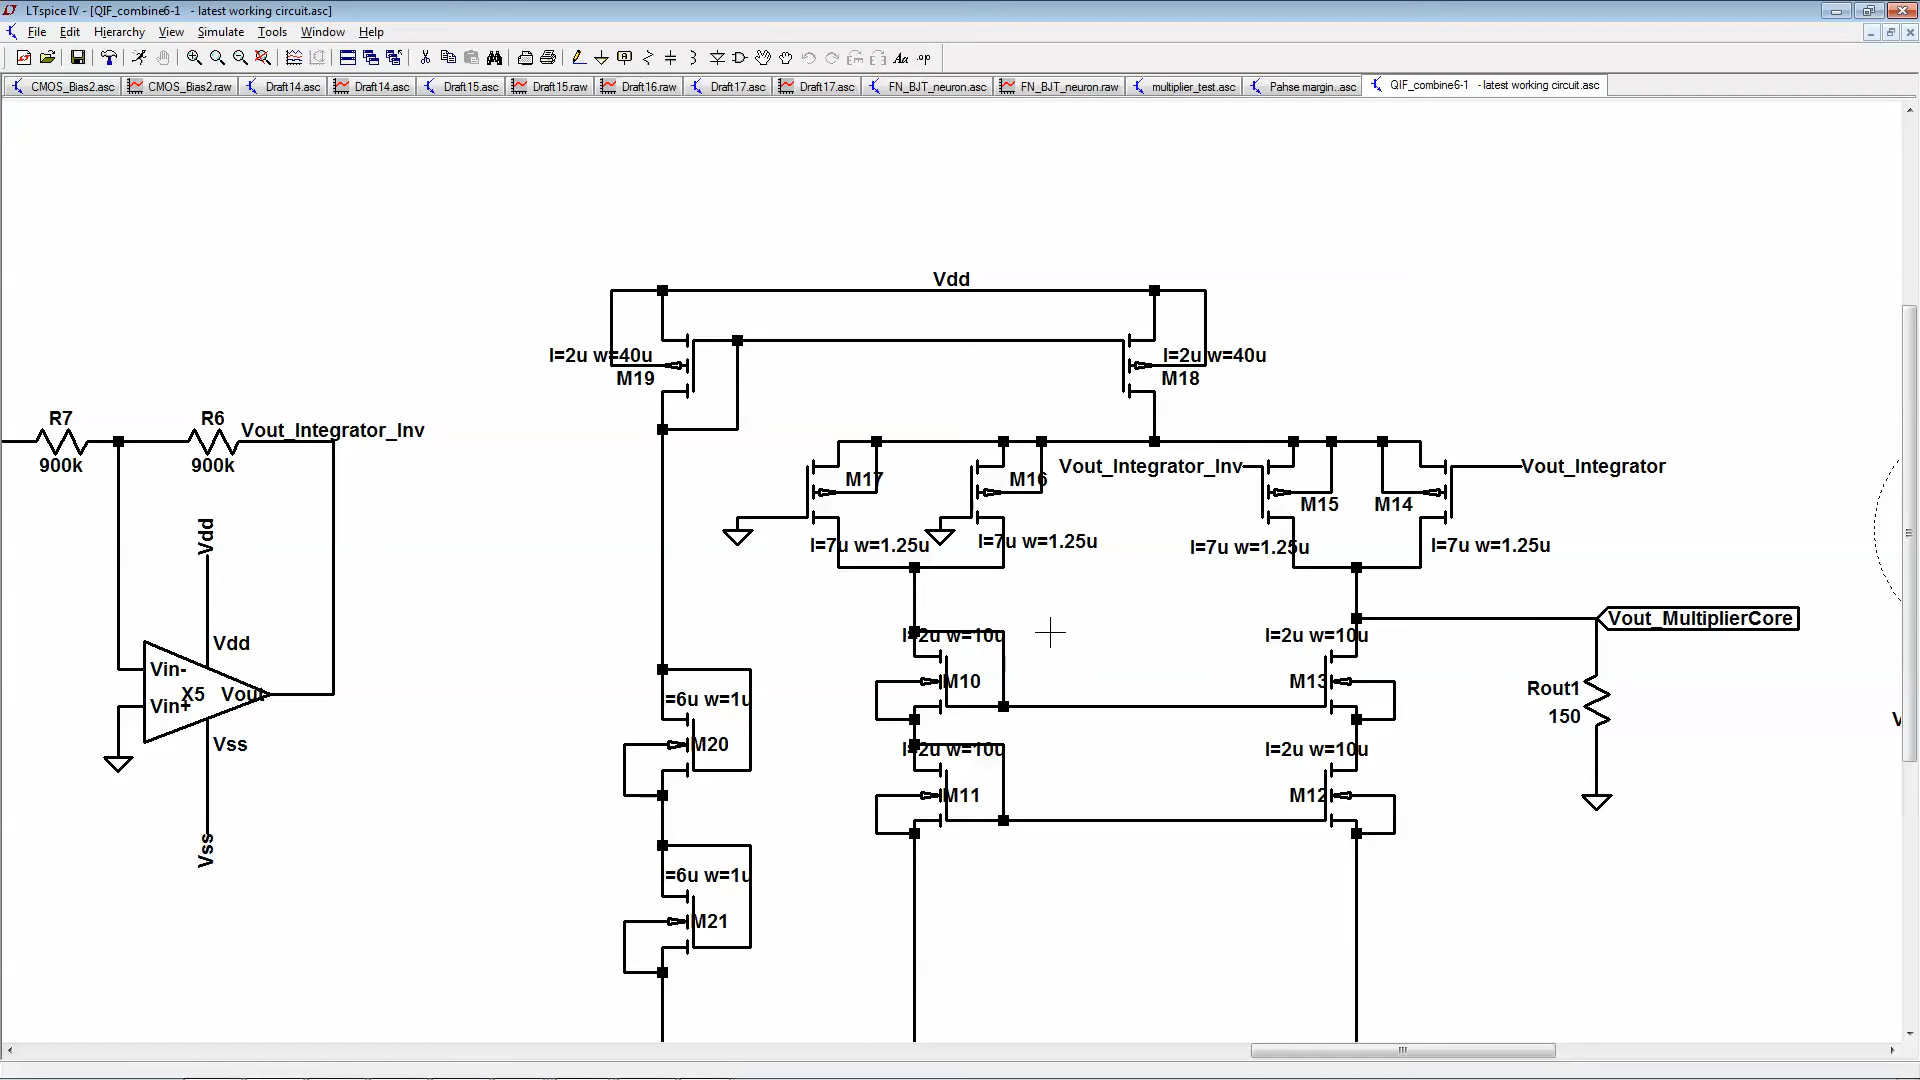 LTspice IV - [QIF_combine6-1 - latest working circuit.asc]
File Edit Hierarchy View Simulate Tools Window Help
Aa .op
CMOS_Bias2.asc CMOS_Bias2.raw Draft14.asc Draft14.asc Draft15.asc Draft15.raw Draft16.raw Draft17.asc Draft17.asc FN_BJT_neuron.asc FN_BJT_neuron.raw multiplier_test.asc Pahse margin..asc QIF_combine6-1 - latest working circuit.asc
Vdd
l=2u w=40u
M19
l=2u w=40u
M18
R7
900k
R6
900k
Vout_Integrator_Inv
M17
l=7u w=1.25u
M16
l=7u w=1.25u
Vout_Integrator_Inv
M15
l=7u w=1.25u
M14
l=7u w=1.25u
Vout_Integrator
Vdd
Vdd
Vin-
Vin+
X5
Vout
Vss
Vss
l=2u w=10u
M10
l=2u w=10u
M13
l=2u w=10u
M11
l=2u w=10u
M12
Vout_MultiplierCore
Rout1
150
=6u w=1u
M20
=6u w=1u
M21